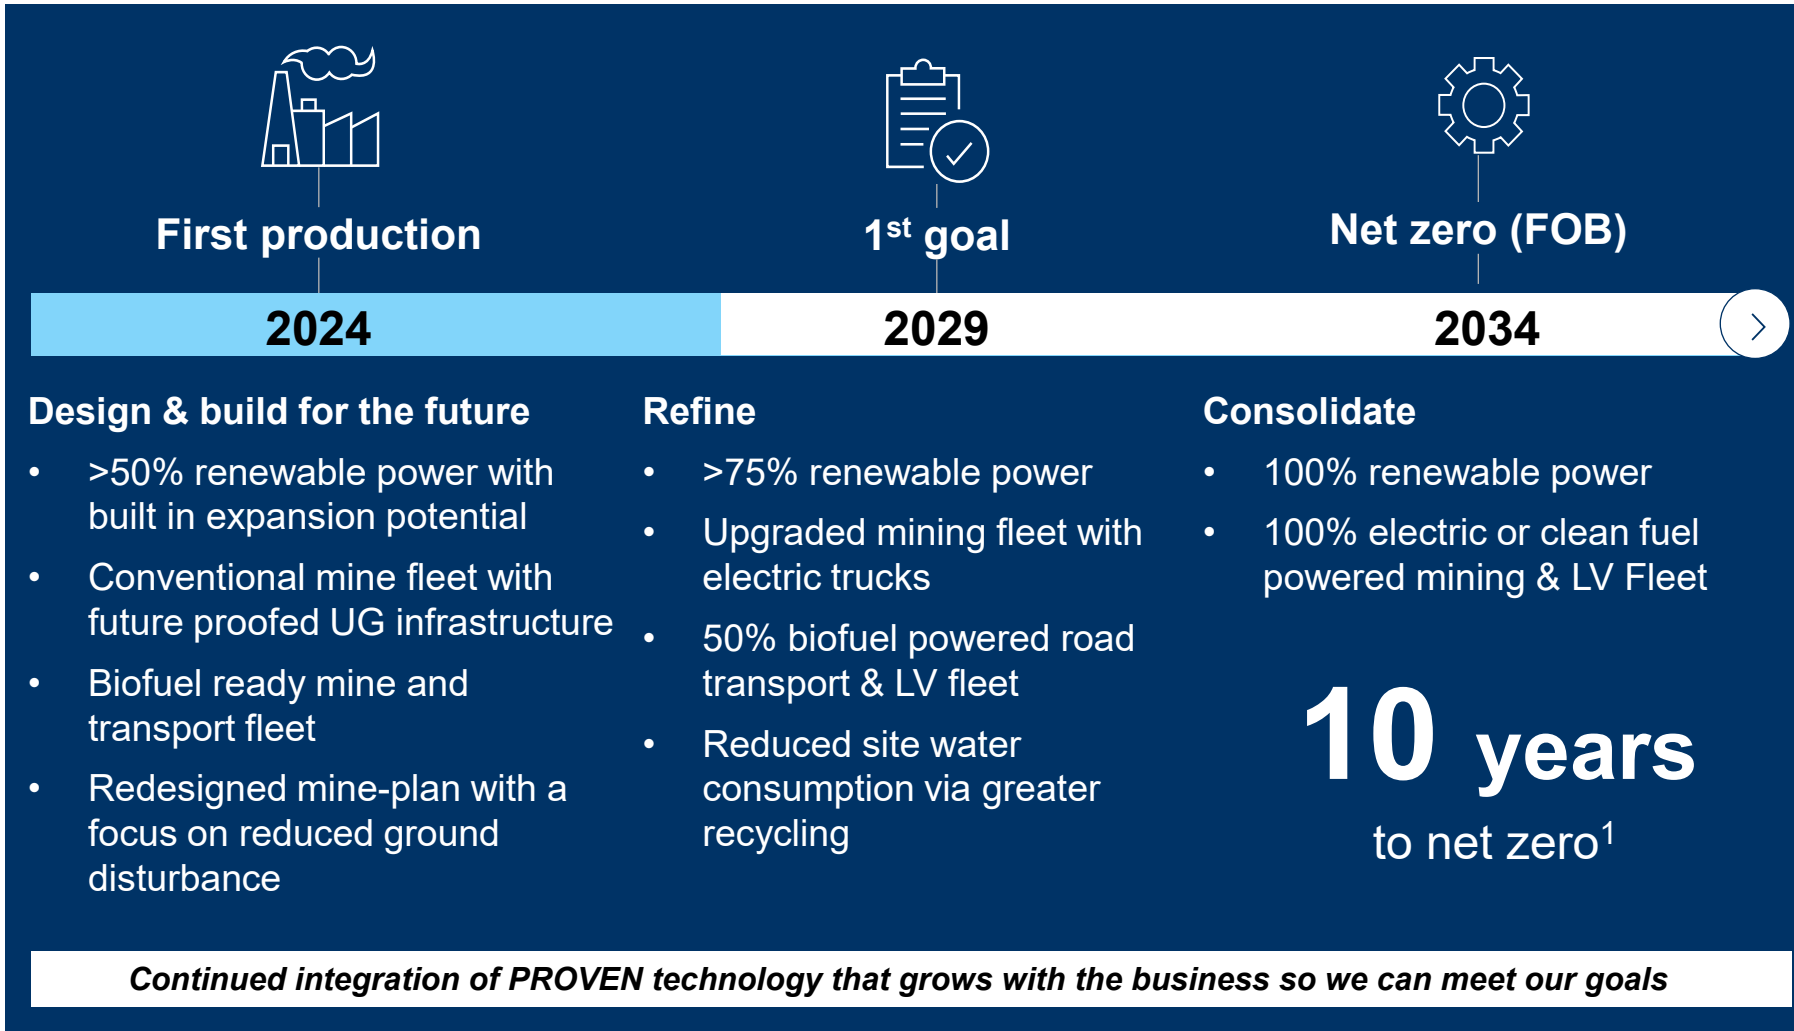 First production
1st goal
Net zero (FOB)
2024
2029
2034
Design & build for the future
• >50% renewable power with
built in expansion potential
• Conventional mine fleet with
future proofed UG infrastructure
• Biofuel ready mine and
transport fleet
• Redesigned mine-plan with a
focus on reduced ground
disturbance
Refine
• >75% renewable power
• Upgraded mining fleet with
electric trucks
• 50% biofuel powered road
transport & LV fleet
• Reduced site water
consumption via greater
recycling
Consolidate
• 100% renewable power
• 100% electric or clean fuel
powered mining & LV Fleet
10 years
to net zero1
Continued integration of PROVEN technology that grows with the business so we can meet our goals